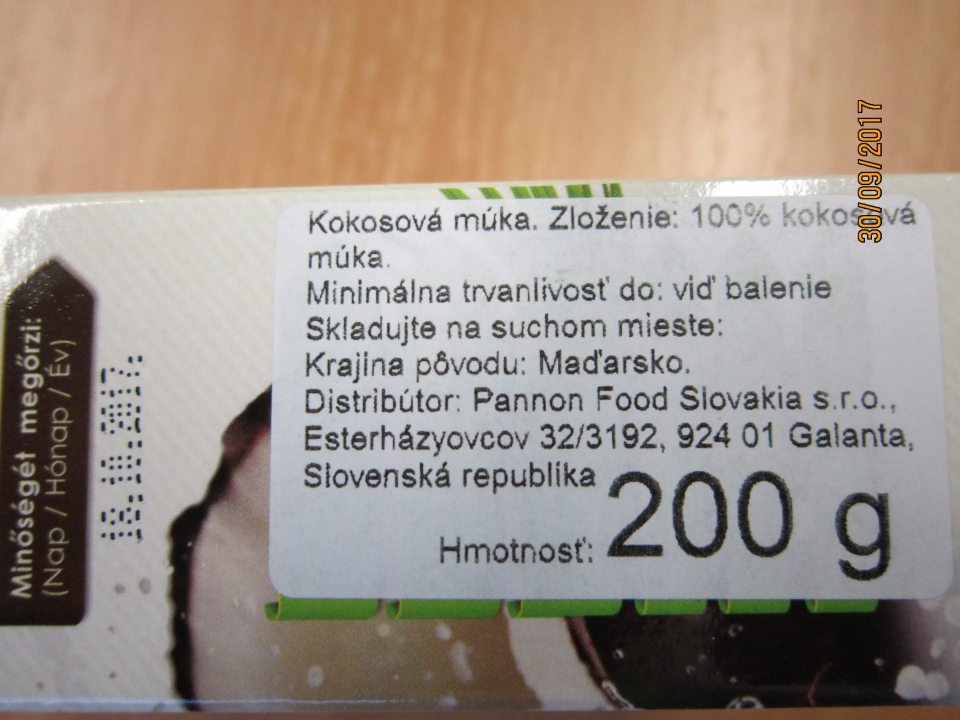 30/09/2017
Kokosová múka. Zloženie: 100% kokosová
múka.
Minimálna trvanlivosť do: viď balenie
Skladujte na suchom mieste:
Krajina pôvodu: Maďarsko.
Distribútor: Pannon Food Slovakia s.r.o.,
Esterházyovcov 32/3192, 924 01 Galanta,
Slovenská republika
Hmotnosť: 200 g
Minőségét megőrzi:
(Nap / Hónap / Év)